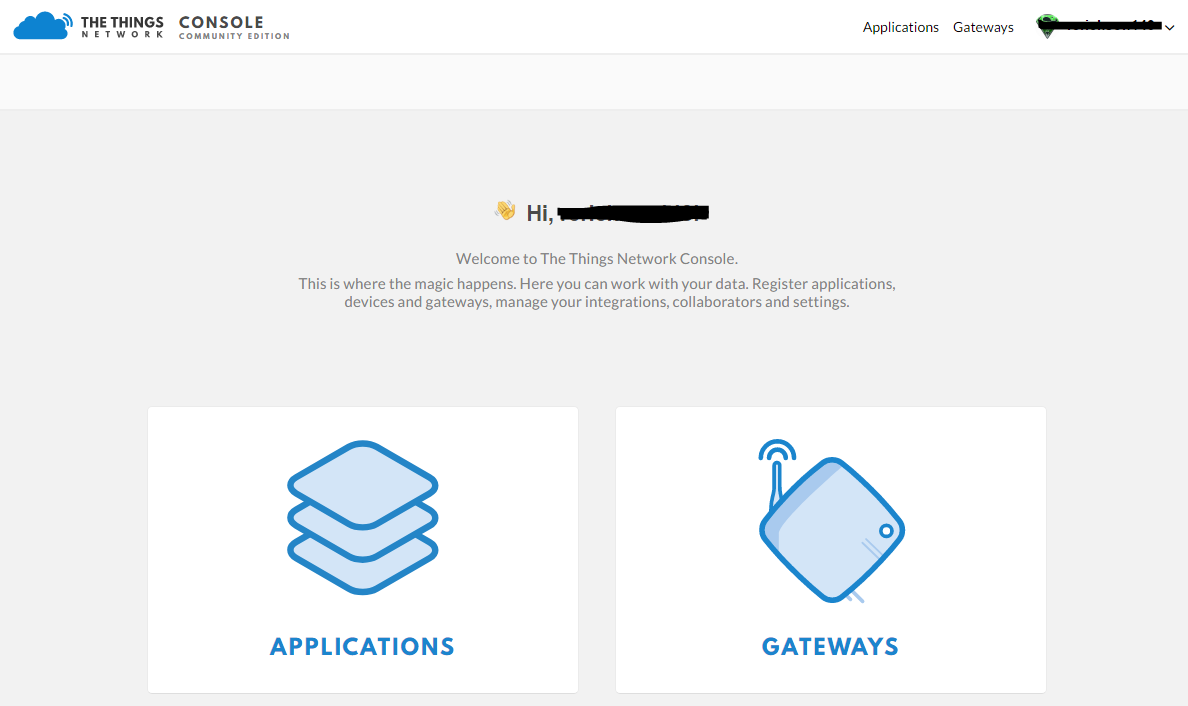 THE THINGS
NETWORK
CONSOLE
COMMUNITY EDITION
Applications
Gateways
Hi,
Welcome to The Things Network Console.
This is where the magic happens. Here you can work with your data. Register applications,
devices and gateways, manage your integrations, collaborators and settings.
APPLICATIONS
GATEWAYS